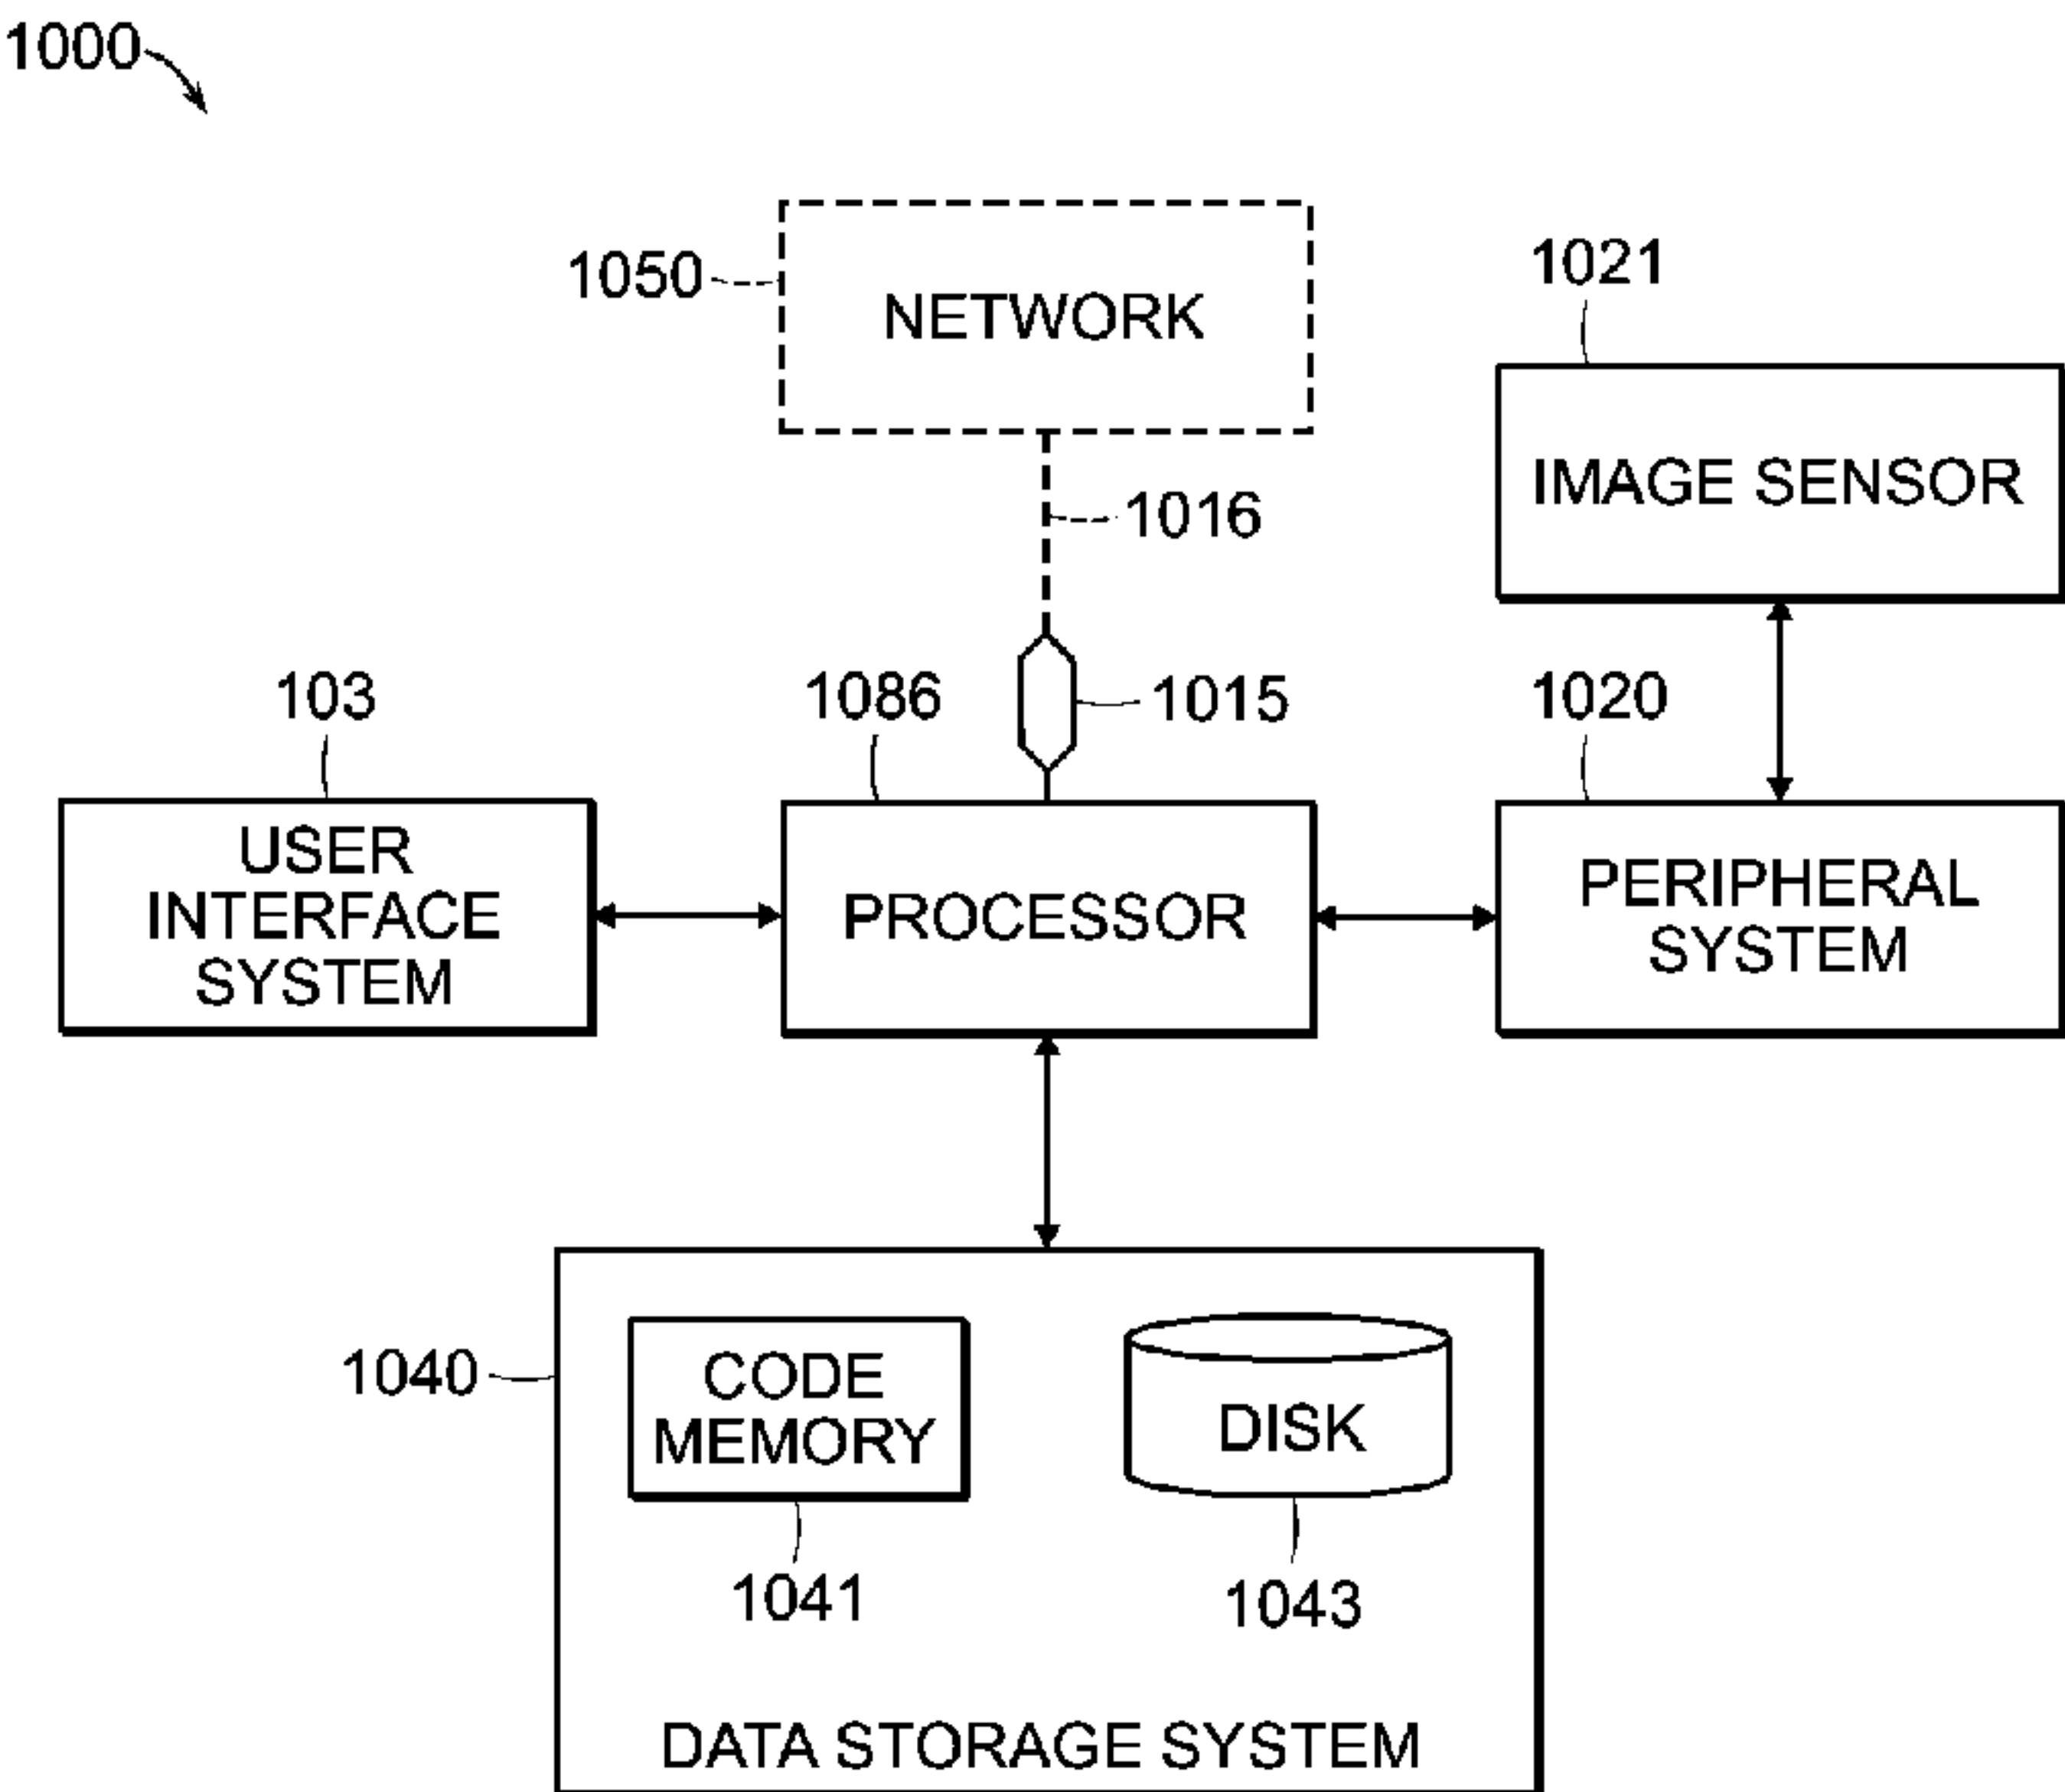 1000
1050
NETWORK
1021
IMAGE SENSOR
1016
103
1086
1015
1020
USER
INTERFACE
SYSTEM
PROCESSOR
PERIPHERAL
SYSTEM
1040
CODE
MEMORY
DISK
1041
1043
DATA STORAGE SYSTEM